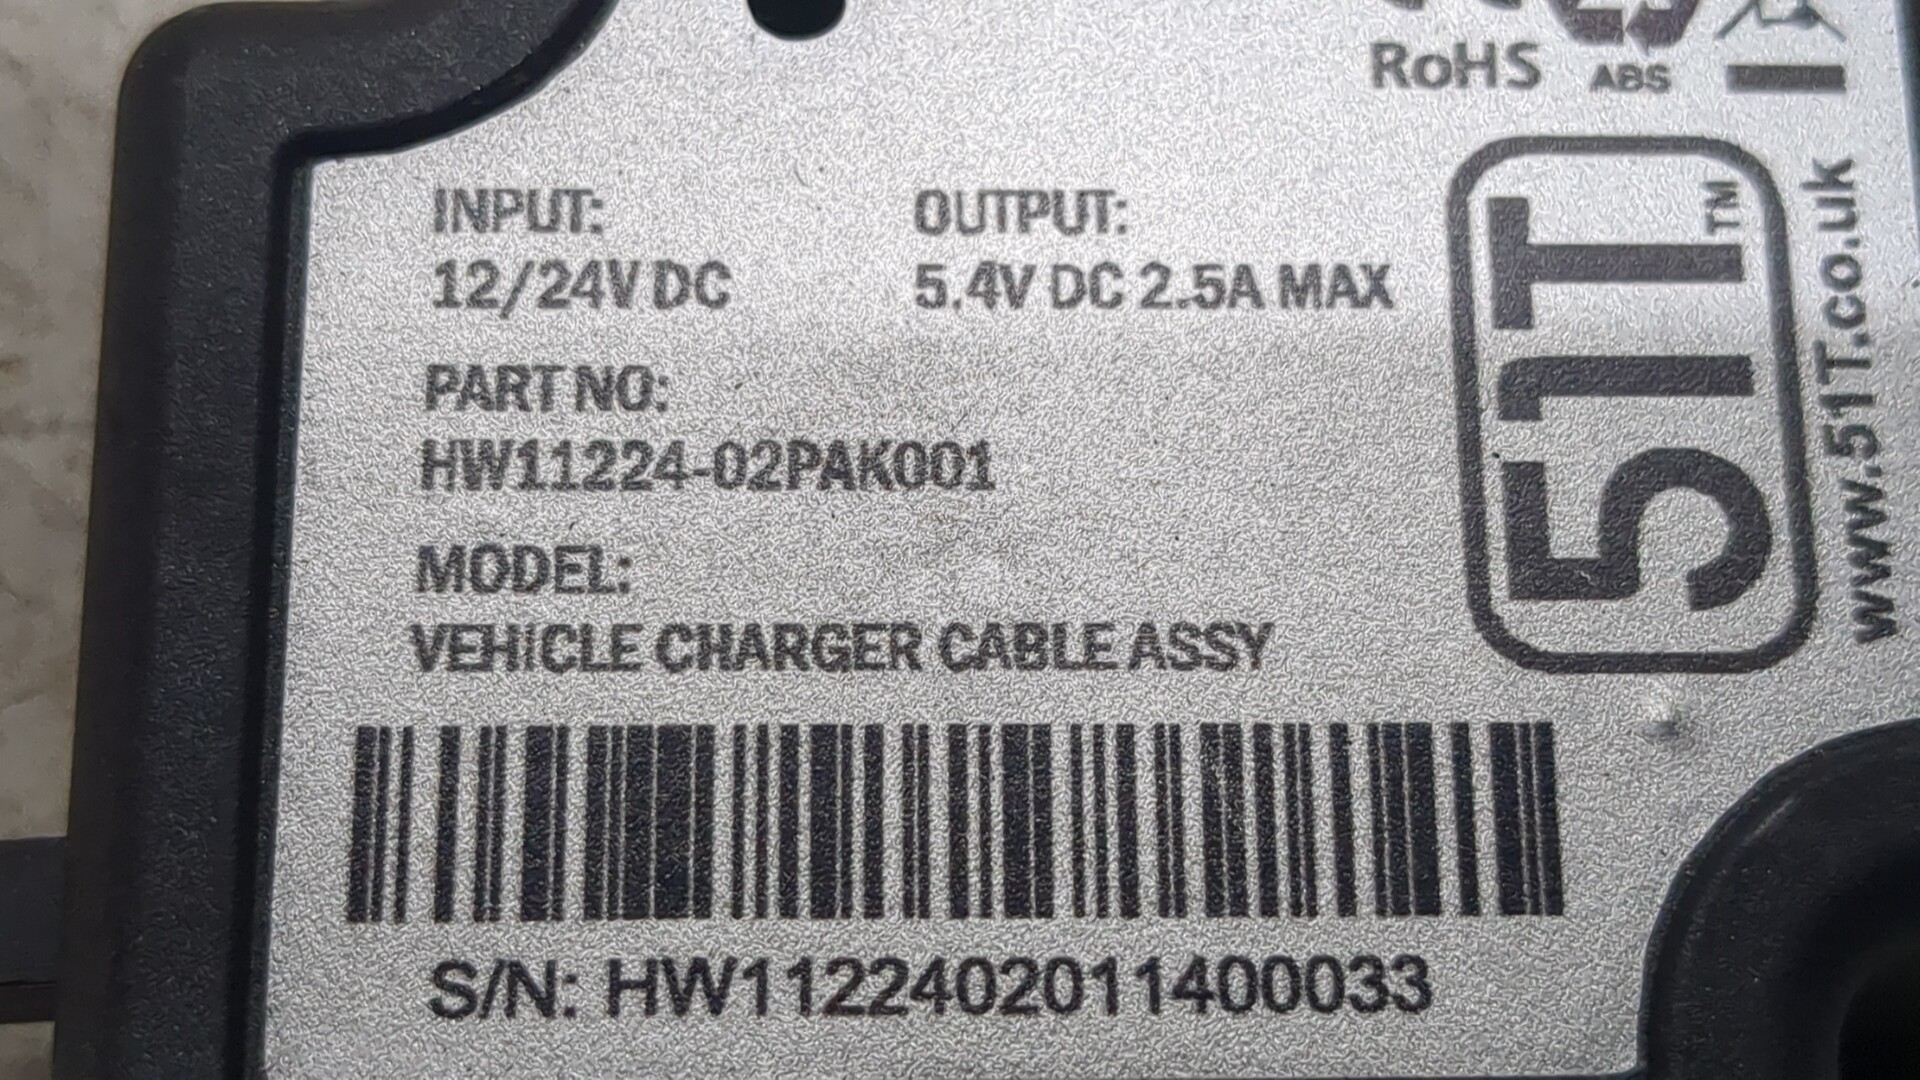 RoHS
ABS
INPUT:
OUTPUT:
12/24V DC
5.4V DC 2.5A MAX
PART NO:
HW11224-02PAK001
MODEL:
VEHICLE CHARGER CABLE ASSY
S/N: HW1122402011400033
51T™
www.51T.co.uk